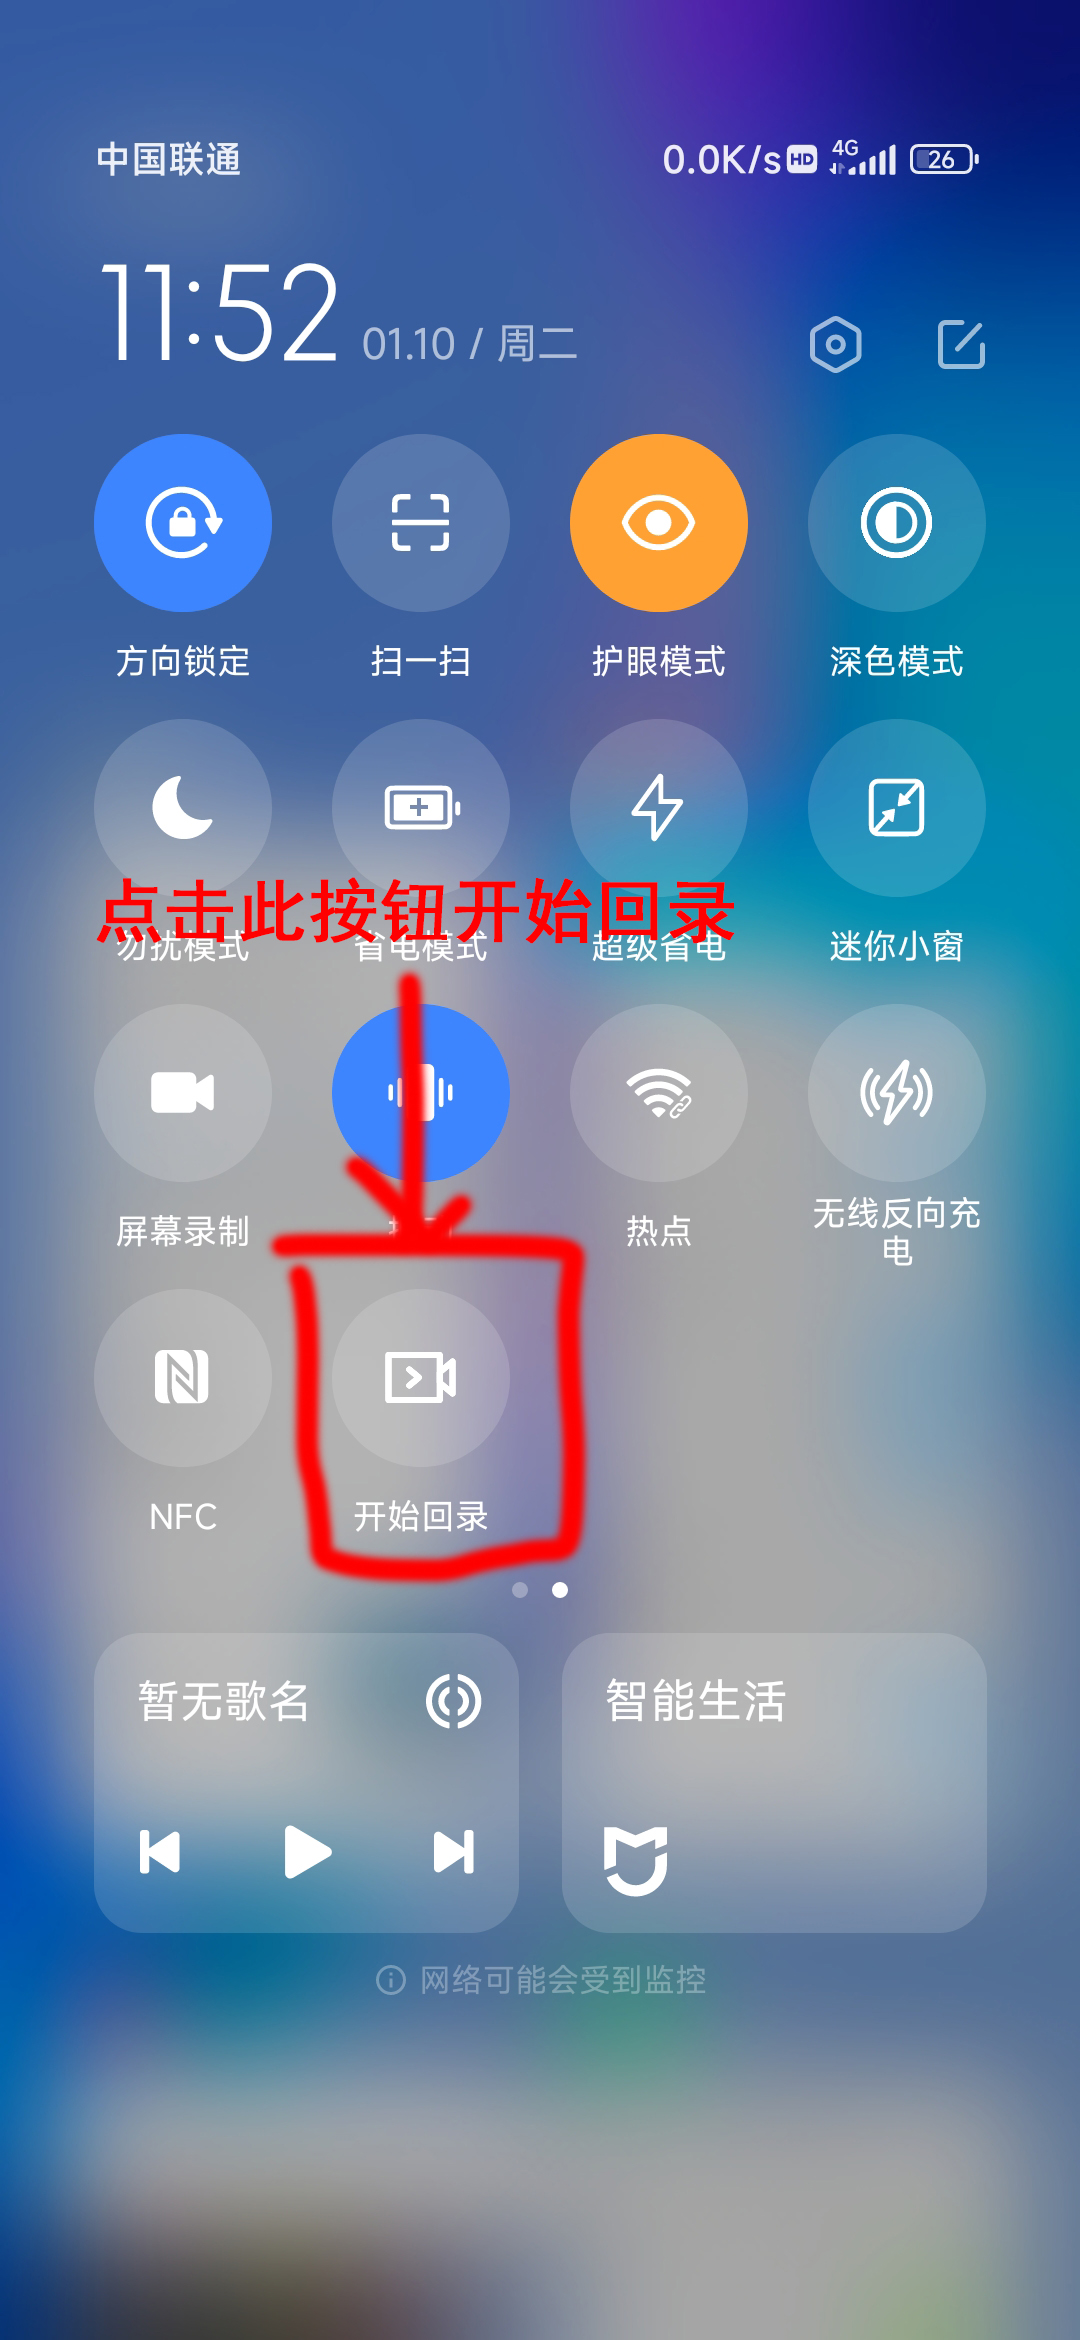 中国联通
0.0K/s HD 4G 26
11:52 01.10 / 周二
方向锁定 扫一扫 护眼模式 深色模式
点击此按钮开始回录
勿扰模式 省电模式 超级省电 迷你小窗
屏幕录制 热点 无线反向充
电
NFC 开始回录
暂无歌名 智能生活
网络可能会受到监控